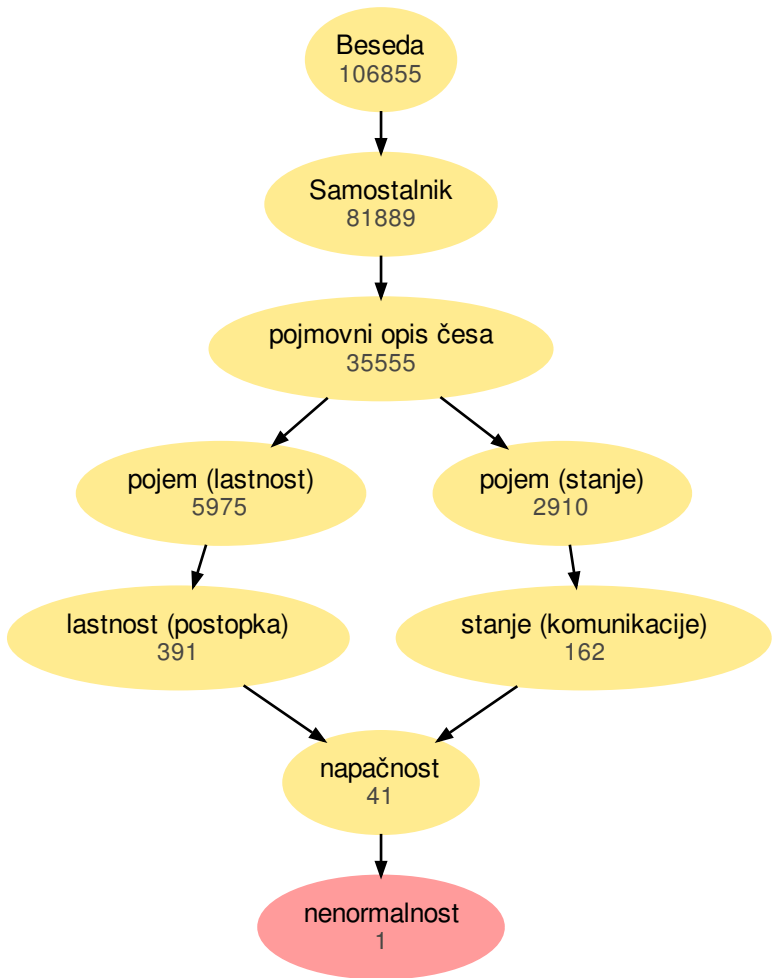 Beseda
106855
Samostalnik
81889
pojmovni opis česa
35555
pojem (lastnost)
5975
pojem (stanje)
2910
lastnost (postopka)
391
stanje (komunikacije)
162
napačnost
41
nenormalnost
1